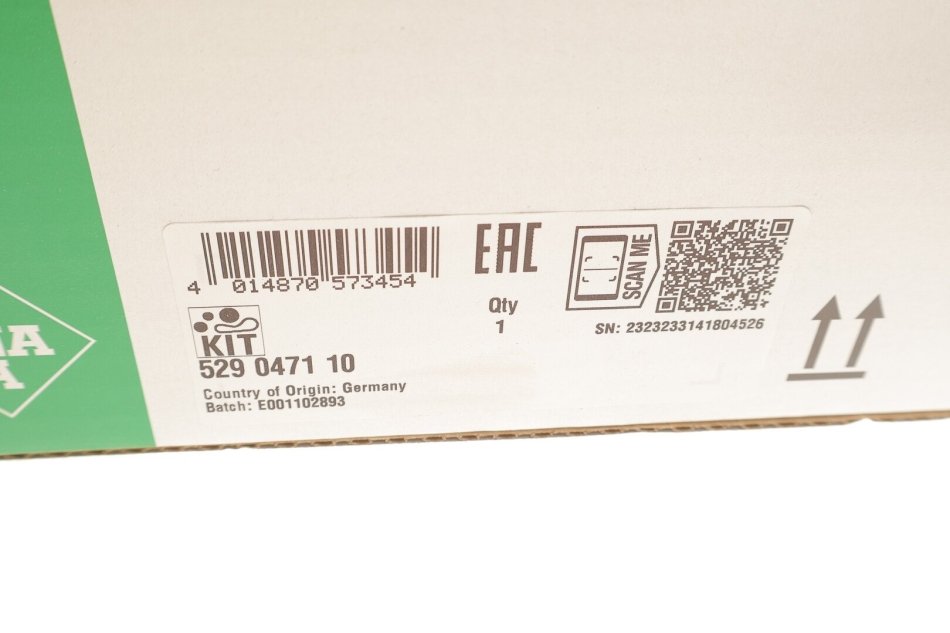 4 014870 573454
EAC
SCAN ME
Qty
1
SN: 2323233141804526
KIT
529 0471 10
Country of Origin: Germany
Batch: E001102893